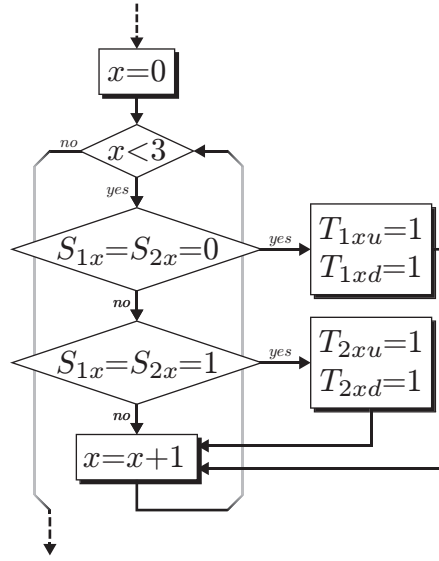 x=0
no
x<3
yes
S₁ₓ=S₂ₓ=0
yes
T₁ₓᵤ=1
T₁ₓd=1
no
S₁ₓ=S₂ₓ=1
yes
T₂ₓᵤ=1
T₂ₓd=1
no
x=x+1